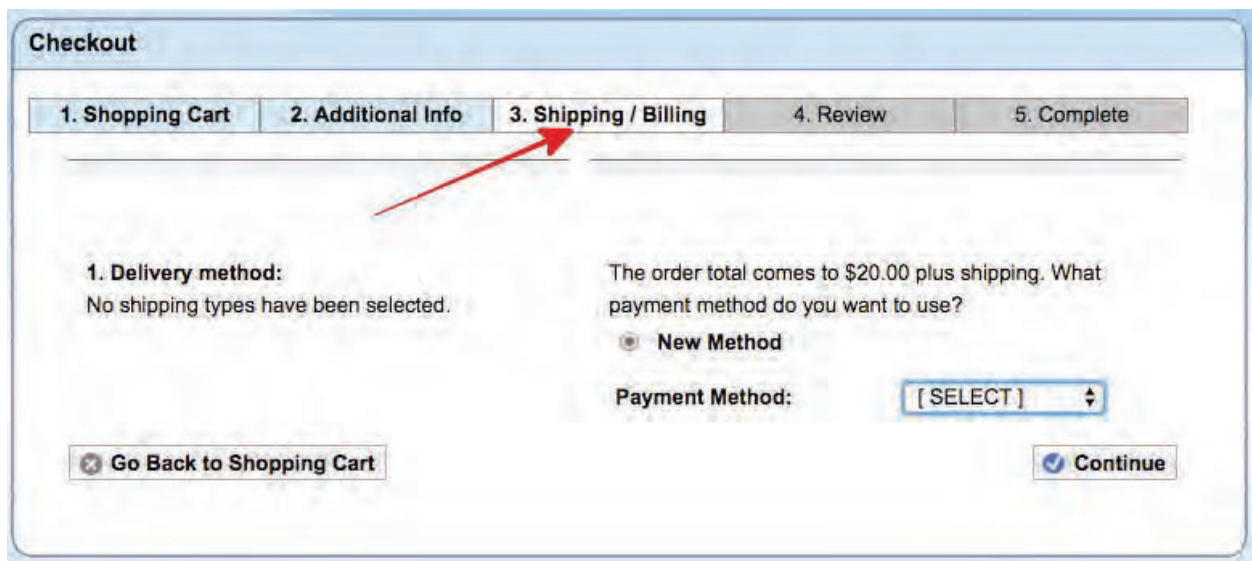 Checkout
1. Shopping Cart
2. Additional Info
3. Shipping / Billing
4. Review
5. Complete
1. Delivery method:
No shipping types have been selected.
The order total comes to $20.00 plus shipping. What
payment method do you want to use?
New Method
Payment Method:
[ SELECT ]
Go Back to Shopping Cart
Continue